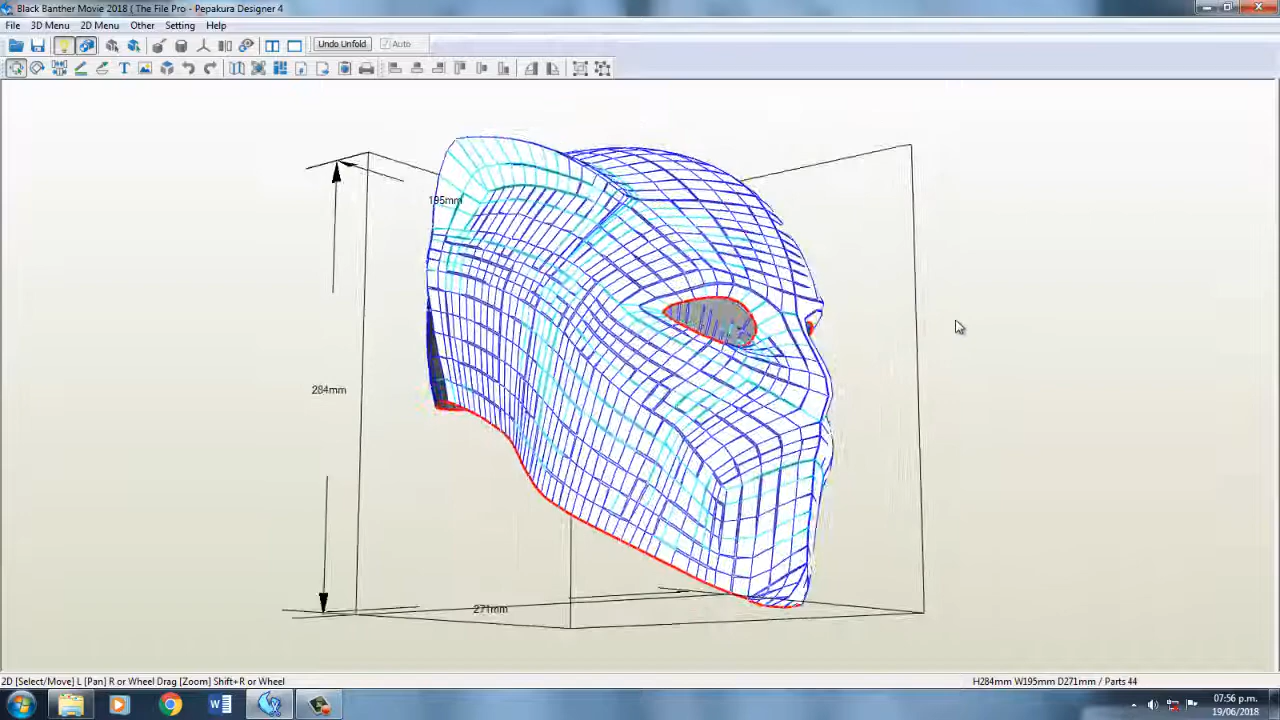 Black Banther Movie 2018 ( The File Pro - Pepakura Designer 4
File 3D Menu 2D Menu Other Setting Help
Undo Unfold Auto
195mm
284mm
271mm
2D [Select/Move] L [Pan] R or Wheel Drag [Zoom] Shift+R or Wheel
H284mm W195mm D271mm / Parts 44
07:56 p.m.
19/06/2018